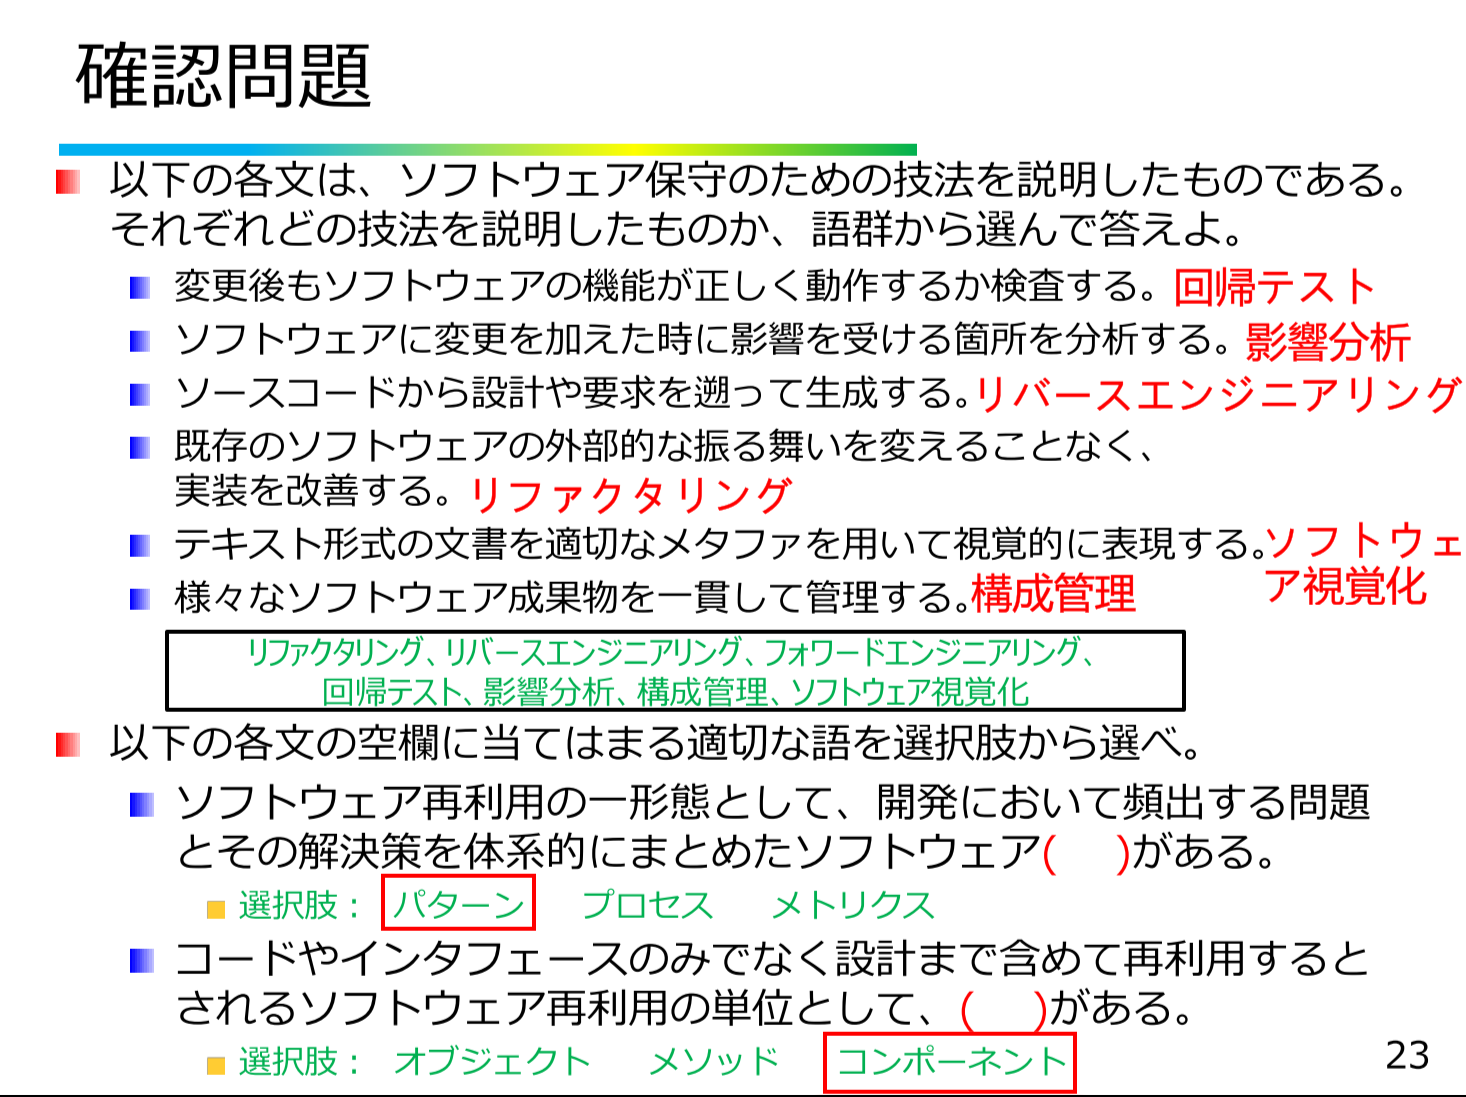 確認問題
以下の各文は、ソフトウェア保守のための技法を説明したものである。
それぞれどの技法を説明したものか、語群から選んで答えよ。
変更後もソフトウェアの機能が正しく動作するか検査する。回帰テスト
ソフトウェアに変更を加えた時に影響を受ける箇所を分析する。影響分析
ソースコードから設計や要求を遡って生成する。リバースエンジニアリング
既存のソフトウェアの外部的な振る舞いを変えることなく、
実装を改善する。リファクタリング
テキスト形式の文書を適切なメタファを用いて視覚的に表現する。ソフトウェ
ア視覚化
様々なソフトウェア成果物を一貫して管理する。構成管理
リファクタリング、リバースエンジニアリング、フォワードエンジニアリング、
回帰テスト、影響分析、構成管理、ソフトウェア視覚化
以下の各文の空欄に当てはまる適切な語を選択肢から選べ。
ソフトウェア再利用の一形態として、開発において頻出する問題
とその解決策を体系的にまとめたソフトウェア(　)がある。
選択肢： パターン　プロセス　メトリクス
コードやインタフェースのみでなく設計まで含めて再利用すると
されるソフトウェア再利用の単位として、(　)がある。
選択肢： オブジェクト　メソッド　コンポーネント
23